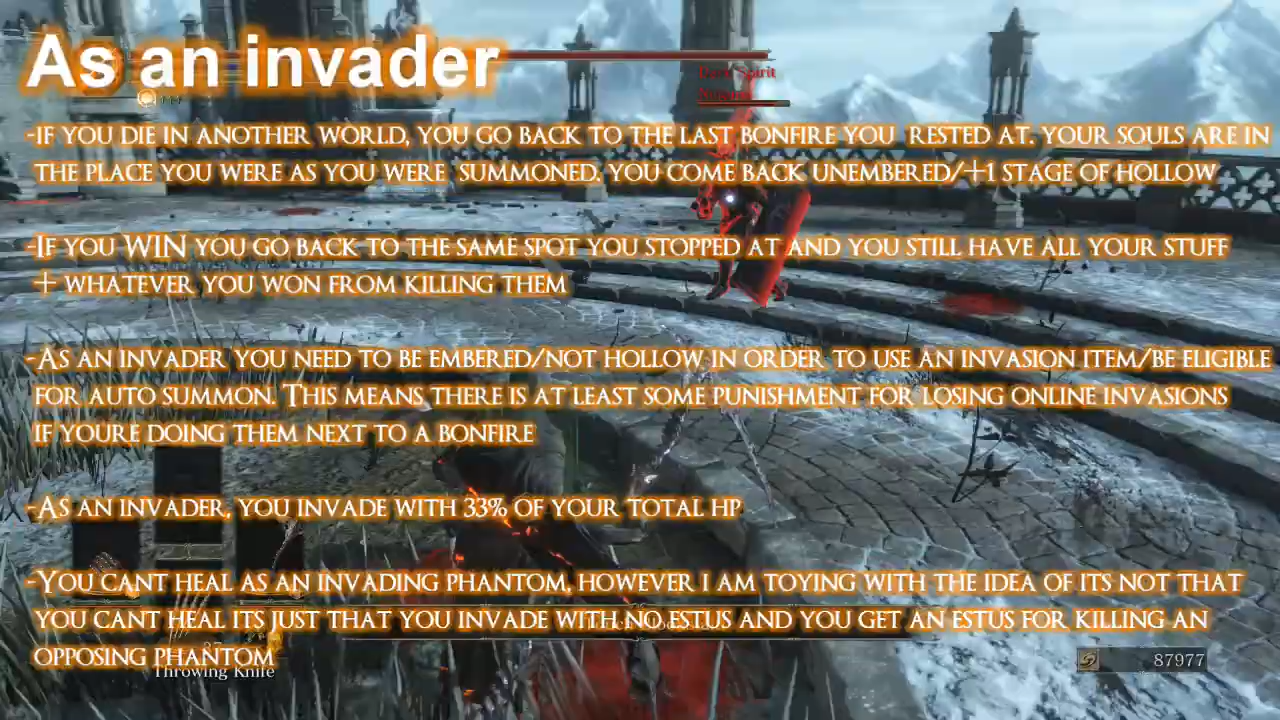 As an invader
-if you die in another world, you go back to the last bonfire you rested at. your souls are in
the place you were as you were summoned. you come back unembered/+1 stage of hollow
-If you WIN you go back to the same spot you stopped at and you still have all your stuff
+ whatever you won from killing them
-As an invader you need to be embered/not hollow in order to use an invasion item/be eligible
for auto summon. This means there is at least some punishment for losing online invasions
if youre doing them next to a bonfire
-As an invader, you invade with 33% of your total hp
-You cant heal as an invading phantom, however i am toying with the idea of its not that
you cant heal its just that you invade with no estus and you get an estus for killing an
opposing phantom
Throwing Knife
87977